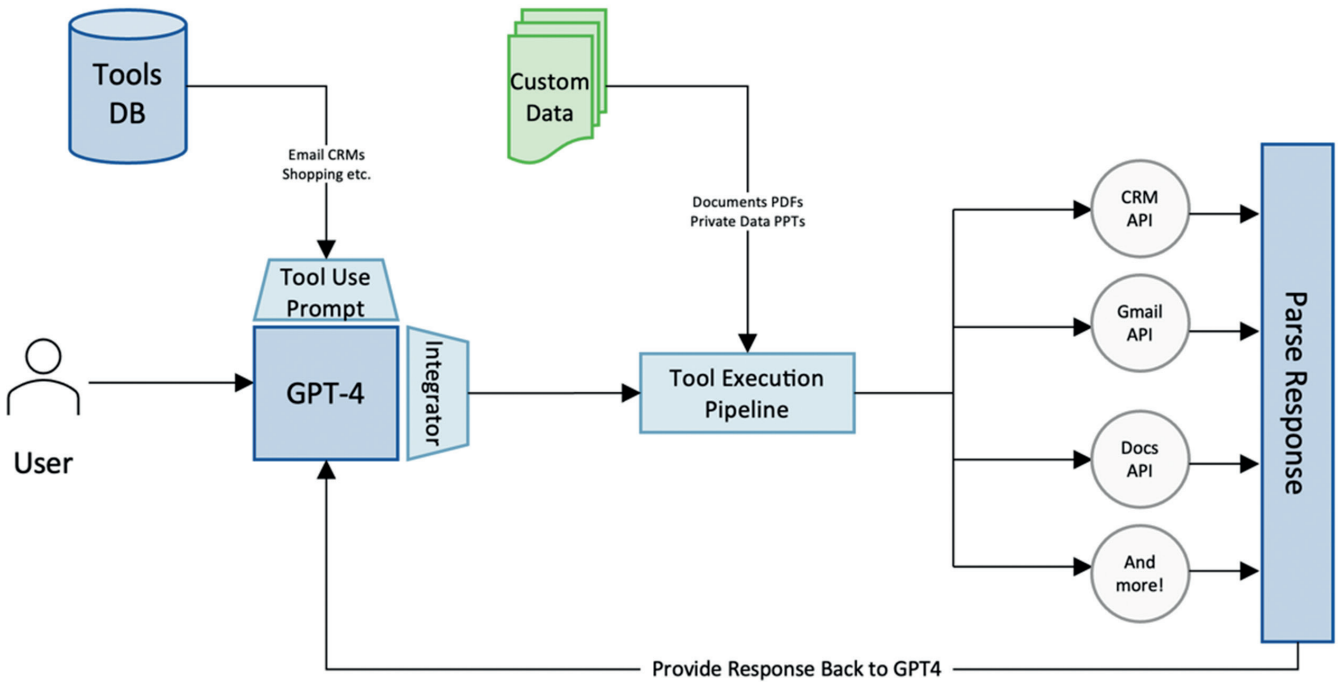 Tools
DB
Custom
Data
Email CRMs
Shopping etc.
Documents PDFs
Private Data PPTs
CRM
API
Tool Use
Prompt
Gmail
API
GPT-4
Integrator
Tool Execution
Pipeline
Parse Response
User
Docs
API
And
more!
Provide Response Back to GPT4